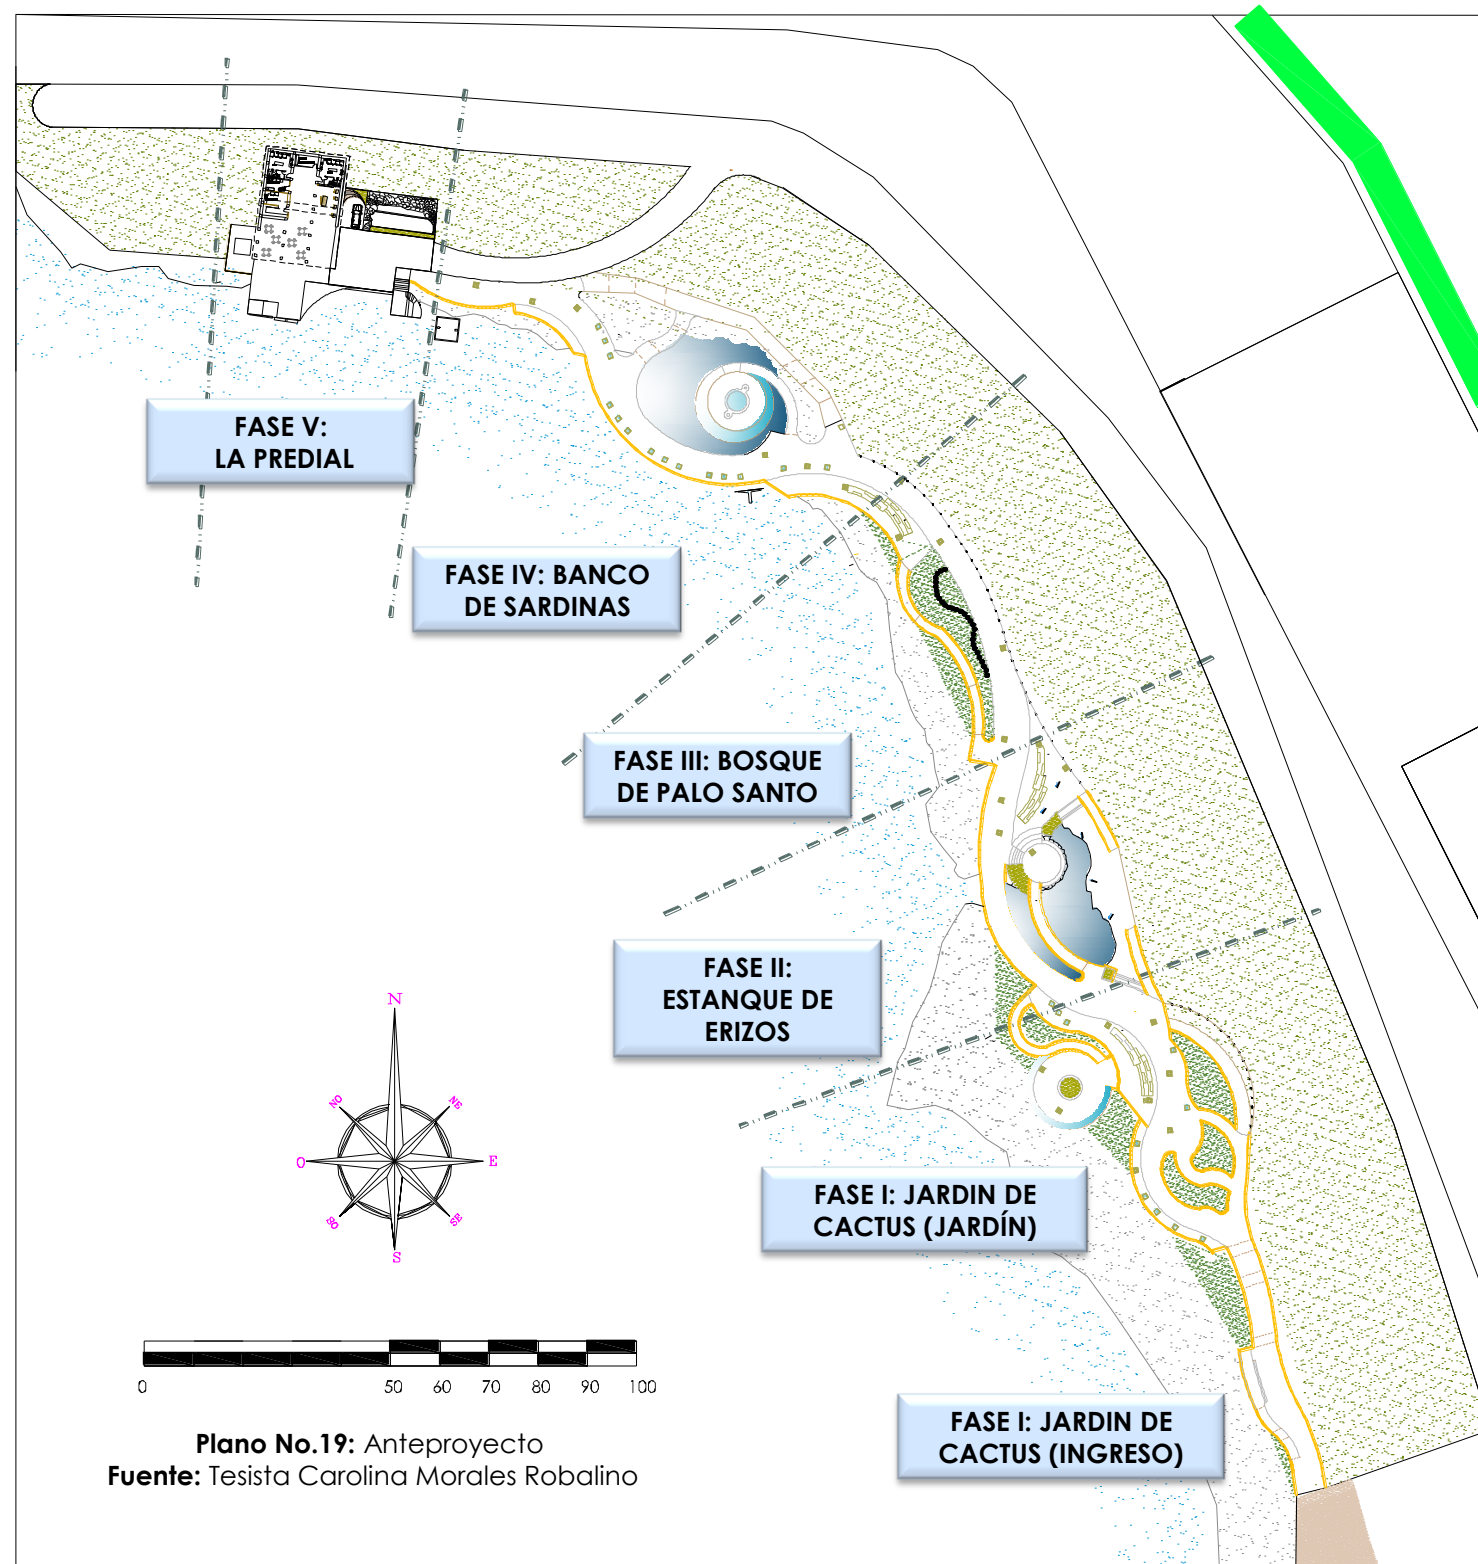 FASE V:
LA PREDIAL
FASE IV: BANCO
DE SARDINAS
FASE III: BOSQUE
DE PALO SANTO
FASE II:
ESTANQUE DE
ERIZOS
FASE I: JARDIN DE
CACTUS (JARDÍN)
FASE I: JARDIN DE
CACTUS (INGRESO)
N
NO
NE
O
E
SO
SE
S
0 50 60 70 80 90 100
Plano No.19: Anteproyecto
Fuente: Tesista Carolina Morales Robalino